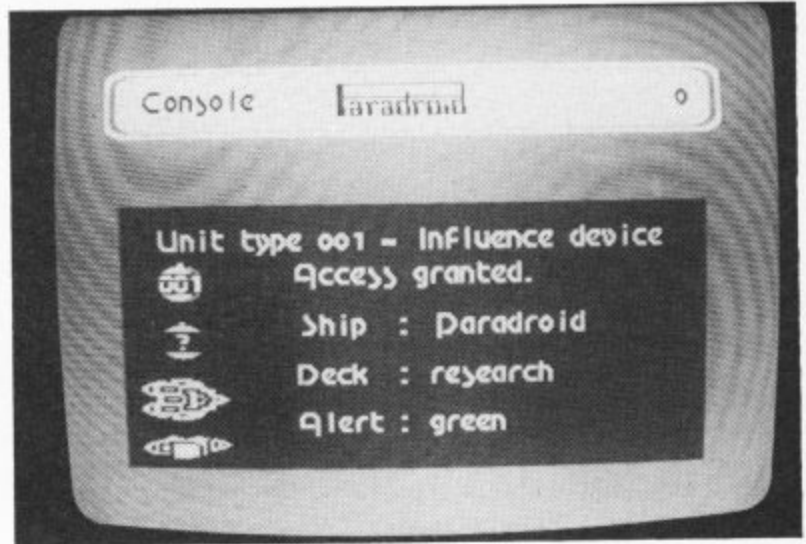 Console Paradroid 0
Unit type 001 - Influence device
001 Access granted.
? Ship : Paradroid
Deck : research
Alert : green